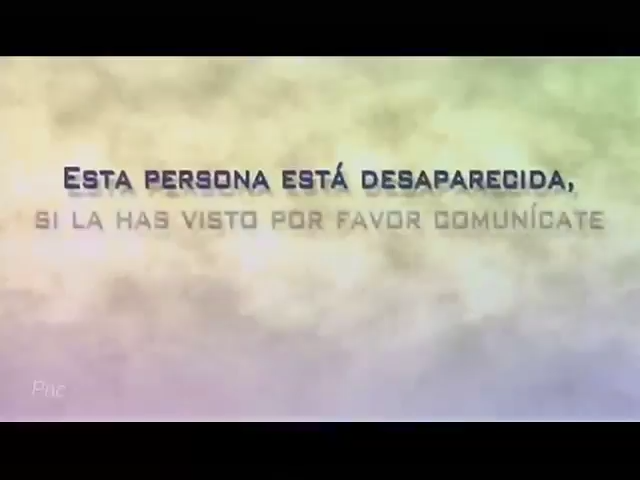 Esta persona está desaparecida,
si la has visto por favor comunícate